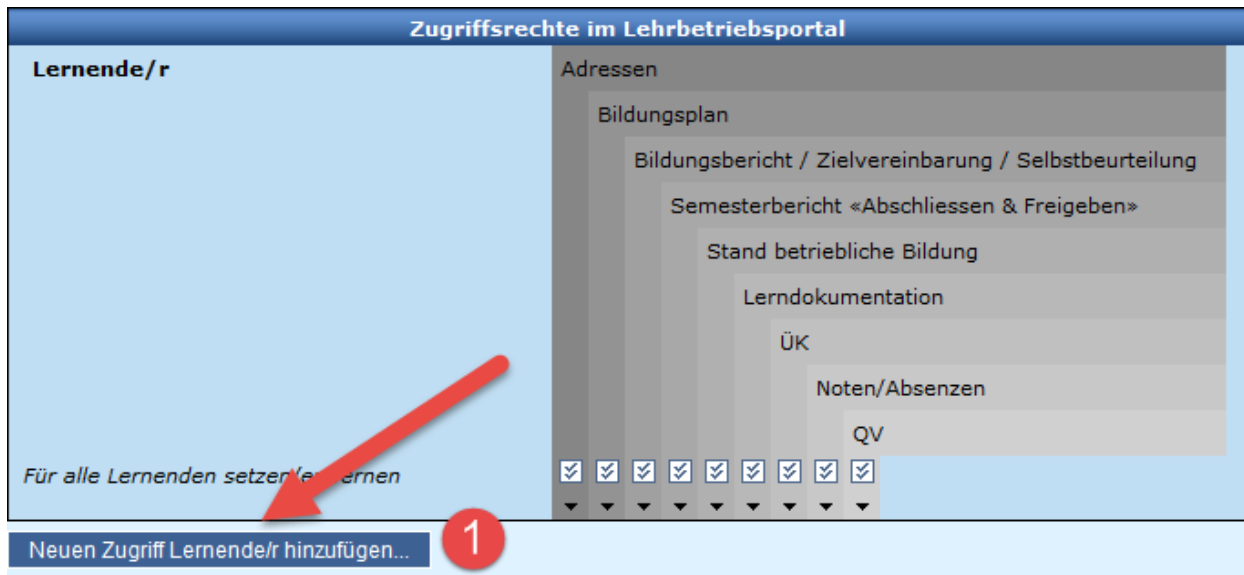 Zugriffsrechte im Lehrbetriebsportal
Lernende/r
Adressen
Bildungsplan
Bildungsbericht / Zielvereinbarung / Selbstbeurteilung
Semesterbericht «Abschliessen & Freigeben»
Stand betriebliche Bildung
Lerndokumentation
ÜK
Noten/Absenzen
QV
Für alle Lernenden setzen/entfernen
Neuen Zugriff Lernende/r hinzufügen...
1